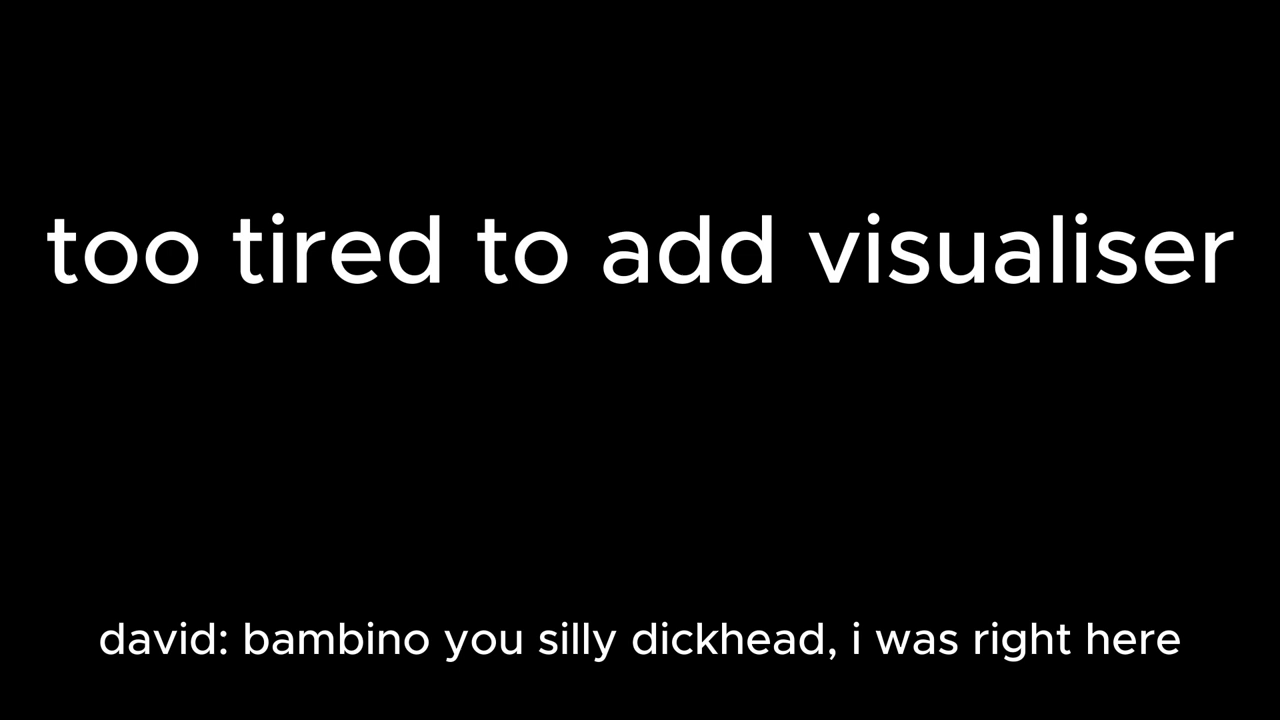 too tired to add visualiser
david: bambino you silly dickhead, i was right here